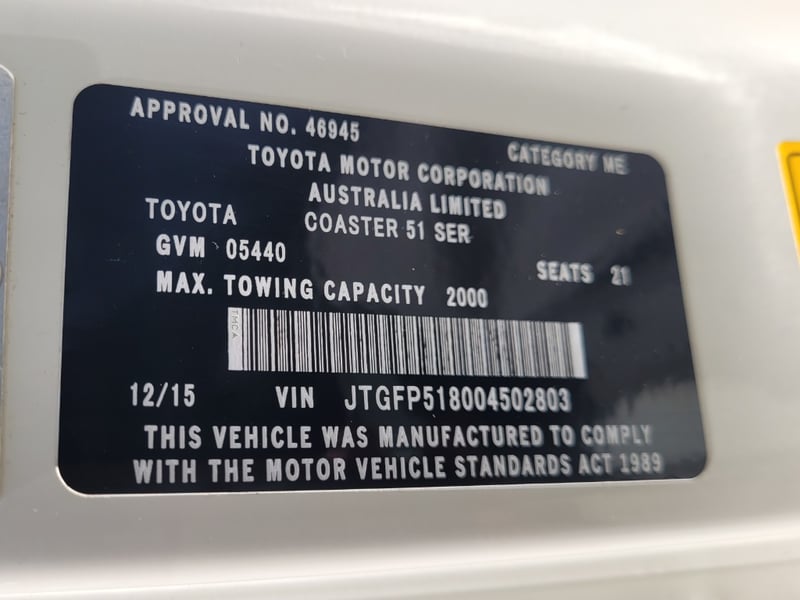 APPROVAL NO. 46945 CATEGORY ME
TOYOTA MOTOR CORPORATION
AUSTRALIA LIMITED
TOYOTA COASTER 51 SER
GVM 05440 SEATS 21
MAX. TOWING CAPACITY 2000
TMCA
12/15 VIN JTGFP518004502803
THIS VEHICLE WAS MANUFACTURED TO COMPLY
WITH THE MOTOR VEHICLE STANDARDS ACT 1989